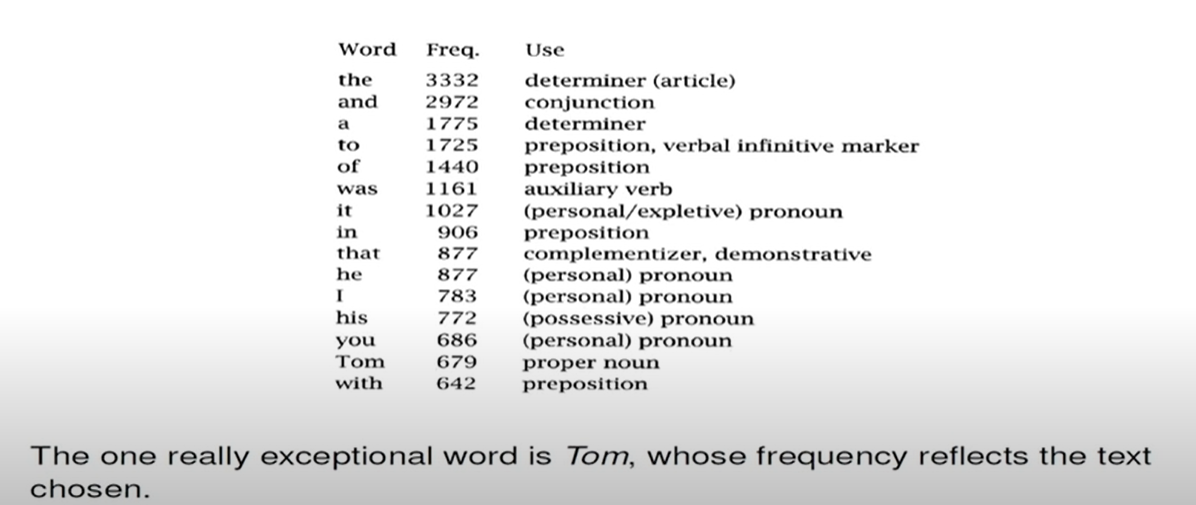 Word Freq. Use
the 3332 determiner (article)
and 2972 conjunction
a 1775 determiner
to 1725 preposition, verbal infinitive marker
of 1440 preposition
was 1161 auxiliary verb
it 1027 (personal/expletive) pronoun
in 906 preposition
that 877 complementizer, demonstrative
he 877 (personal) pronoun
I 783 (personal) pronoun
his 772 (possessive) pronoun
you 686 (personal) pronoun
Tom 679 proper noun
with 642 preposition
The one really exceptional word is Tom, whose frequency reflects the text
chosen.